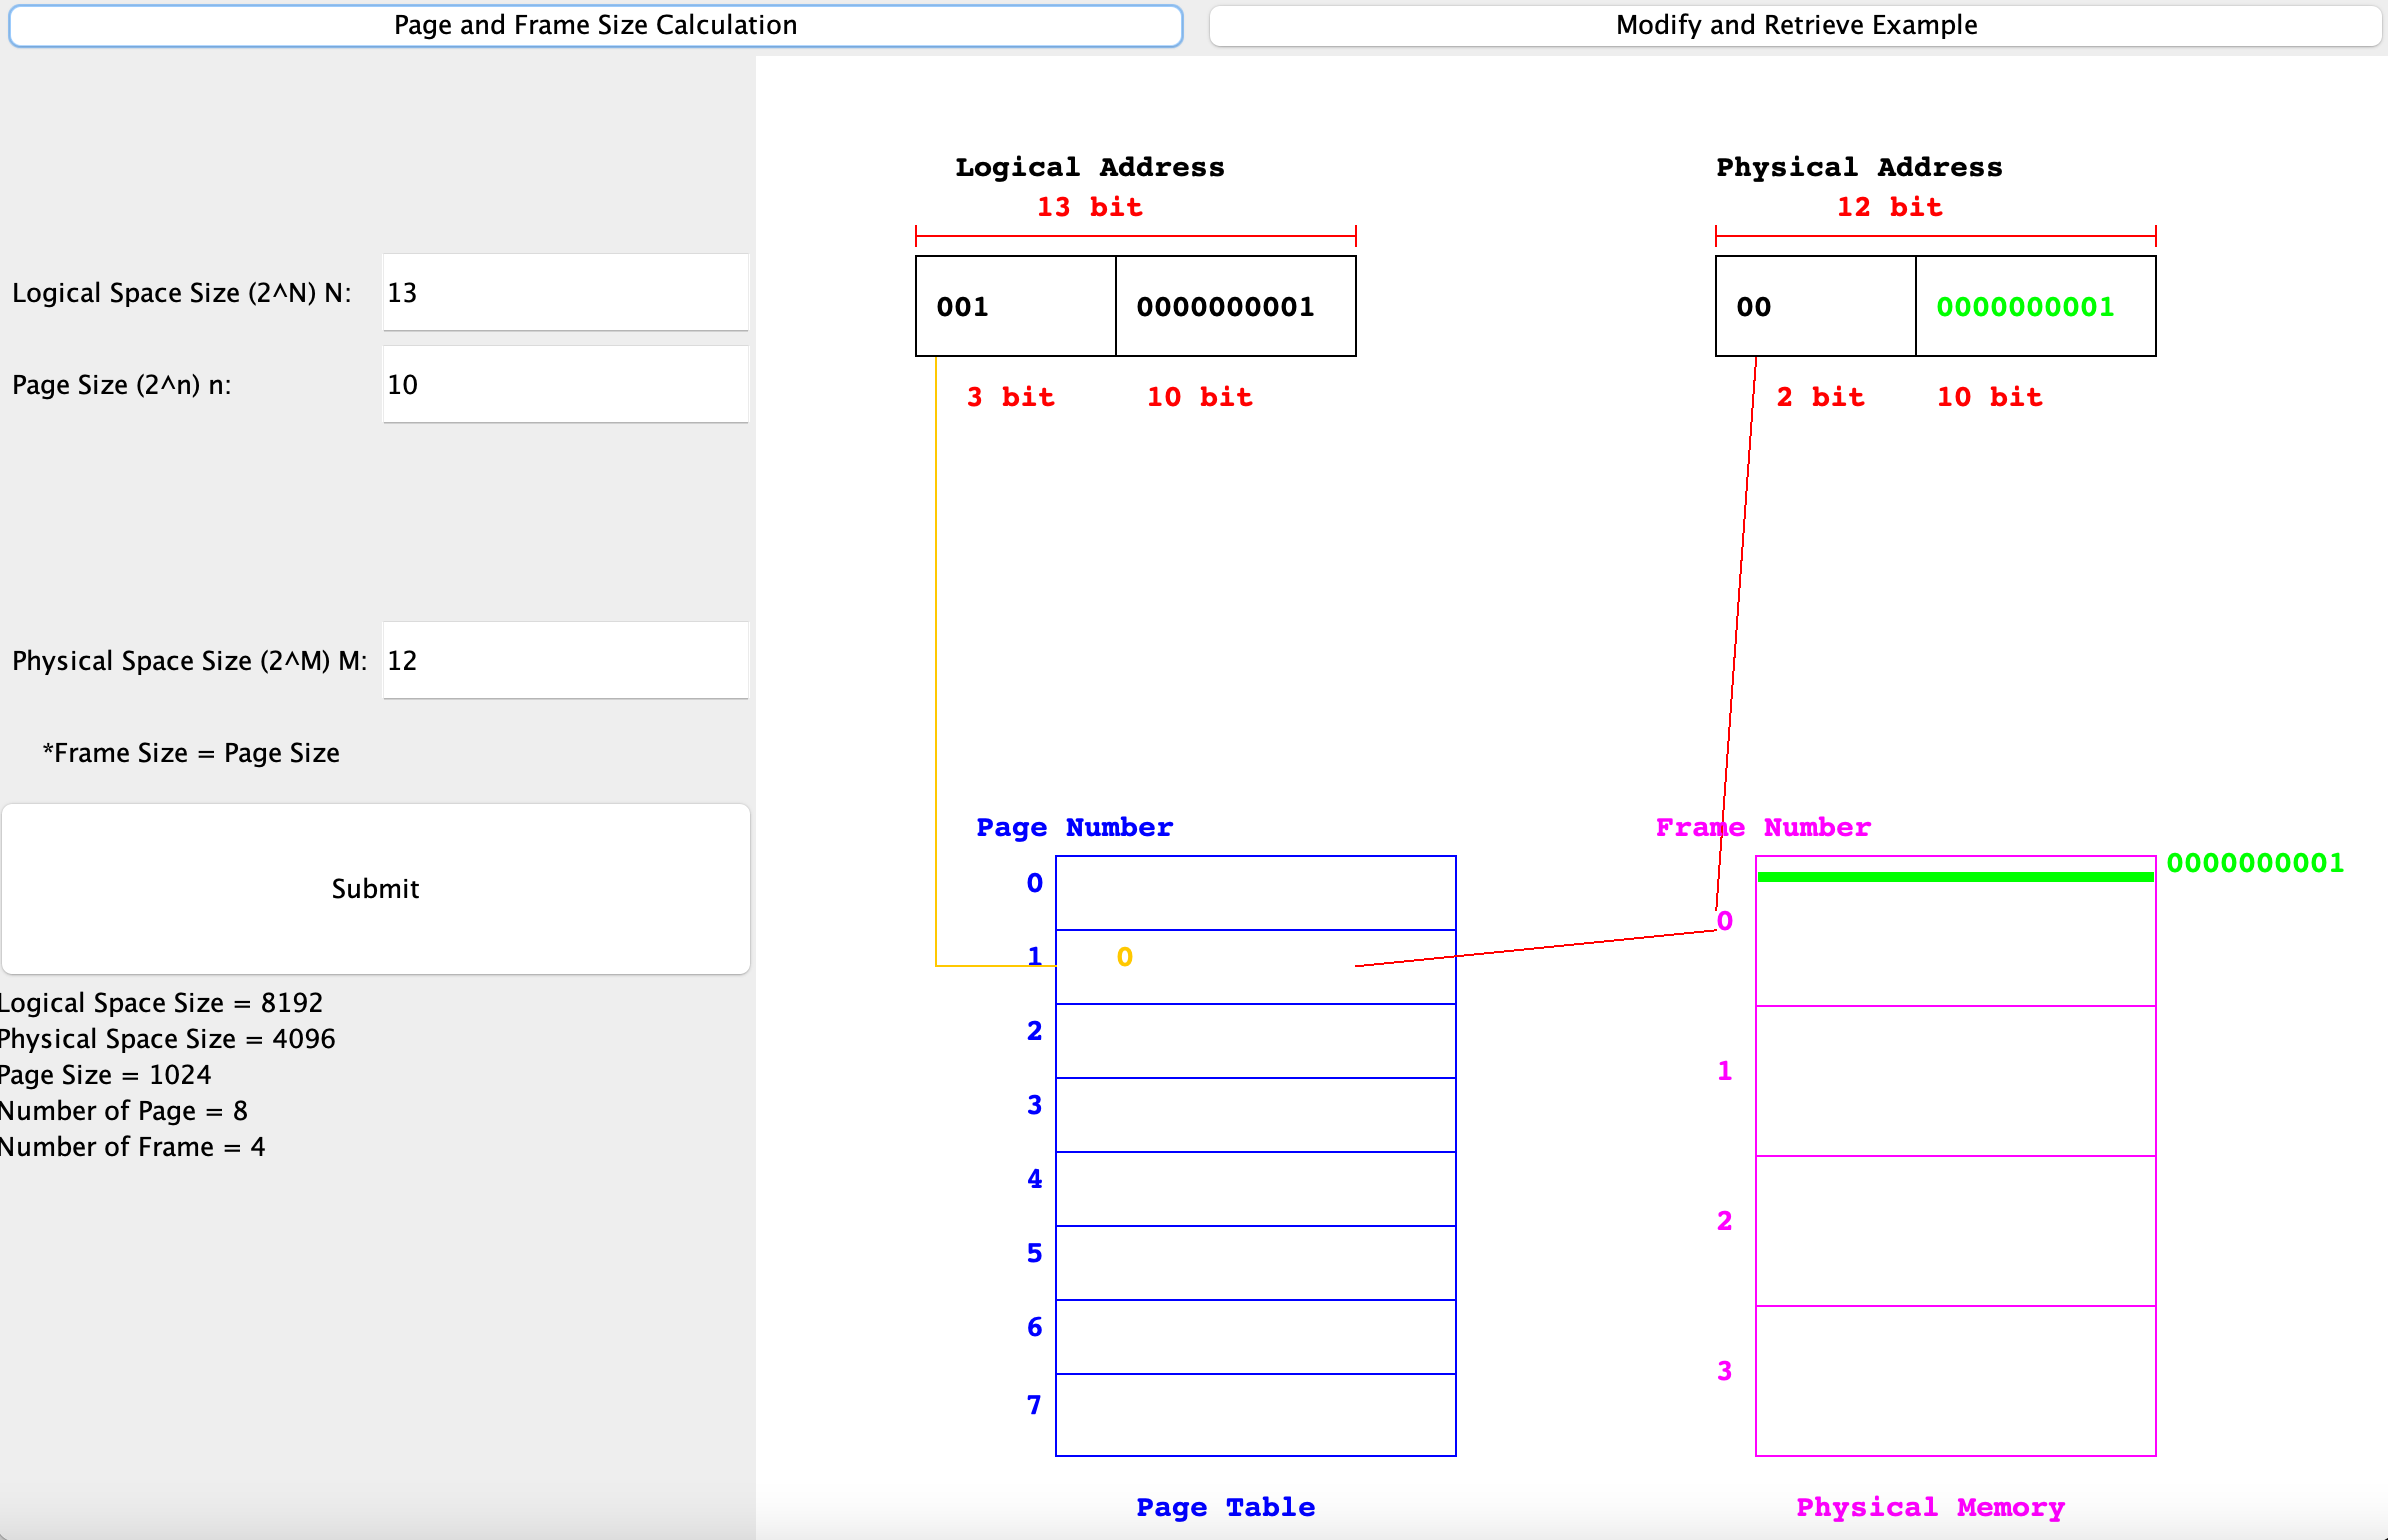 Page and Frame Size Calculation
Modify and Retrieve Example
Logical Space Size (2^N) N:
13
Page Size (2^n) n:
10
Physical Space Size (2^M) M:
12
*Frame Size = Page Size
Submit
Logical Space Size = 8192
Physical Space Size = 4096
Page Size = 1024
Number of Page = 8
Number of Frame = 4
Logical Address
13 bit
001
0000000001
3 bit
10 bit
Physical Address
12 bit
00
0000000001
2 bit
10 bit
Page Number
0
1
0
2
3
4
5
6
7
Page Table
Frame Number
0000000001
0
1
2
3
Physical Memory